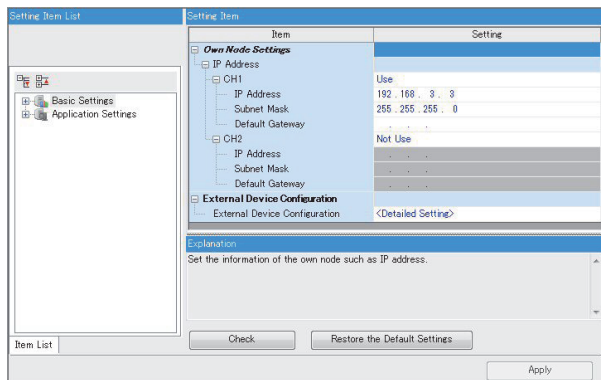 Setting Item List
Setting Item
Item Setting
Own Node Settings
IP Address
CH1 Use
IP Address 192 . 168 . 3 . 3
Subnet Mask 255 . 255 . 255 . 0
Default Gateway . . .
CH2 Not Use
IP Address . . .
Subnet Mask . . .
Default Gateway . . .
External Device Configuration
External Device Configuration <Detailed Setting>
Basic Settings
Application Settings
Explanation
Set the information of the own node such as IP address.
Check Restore the Default Settings
Item List
Apply